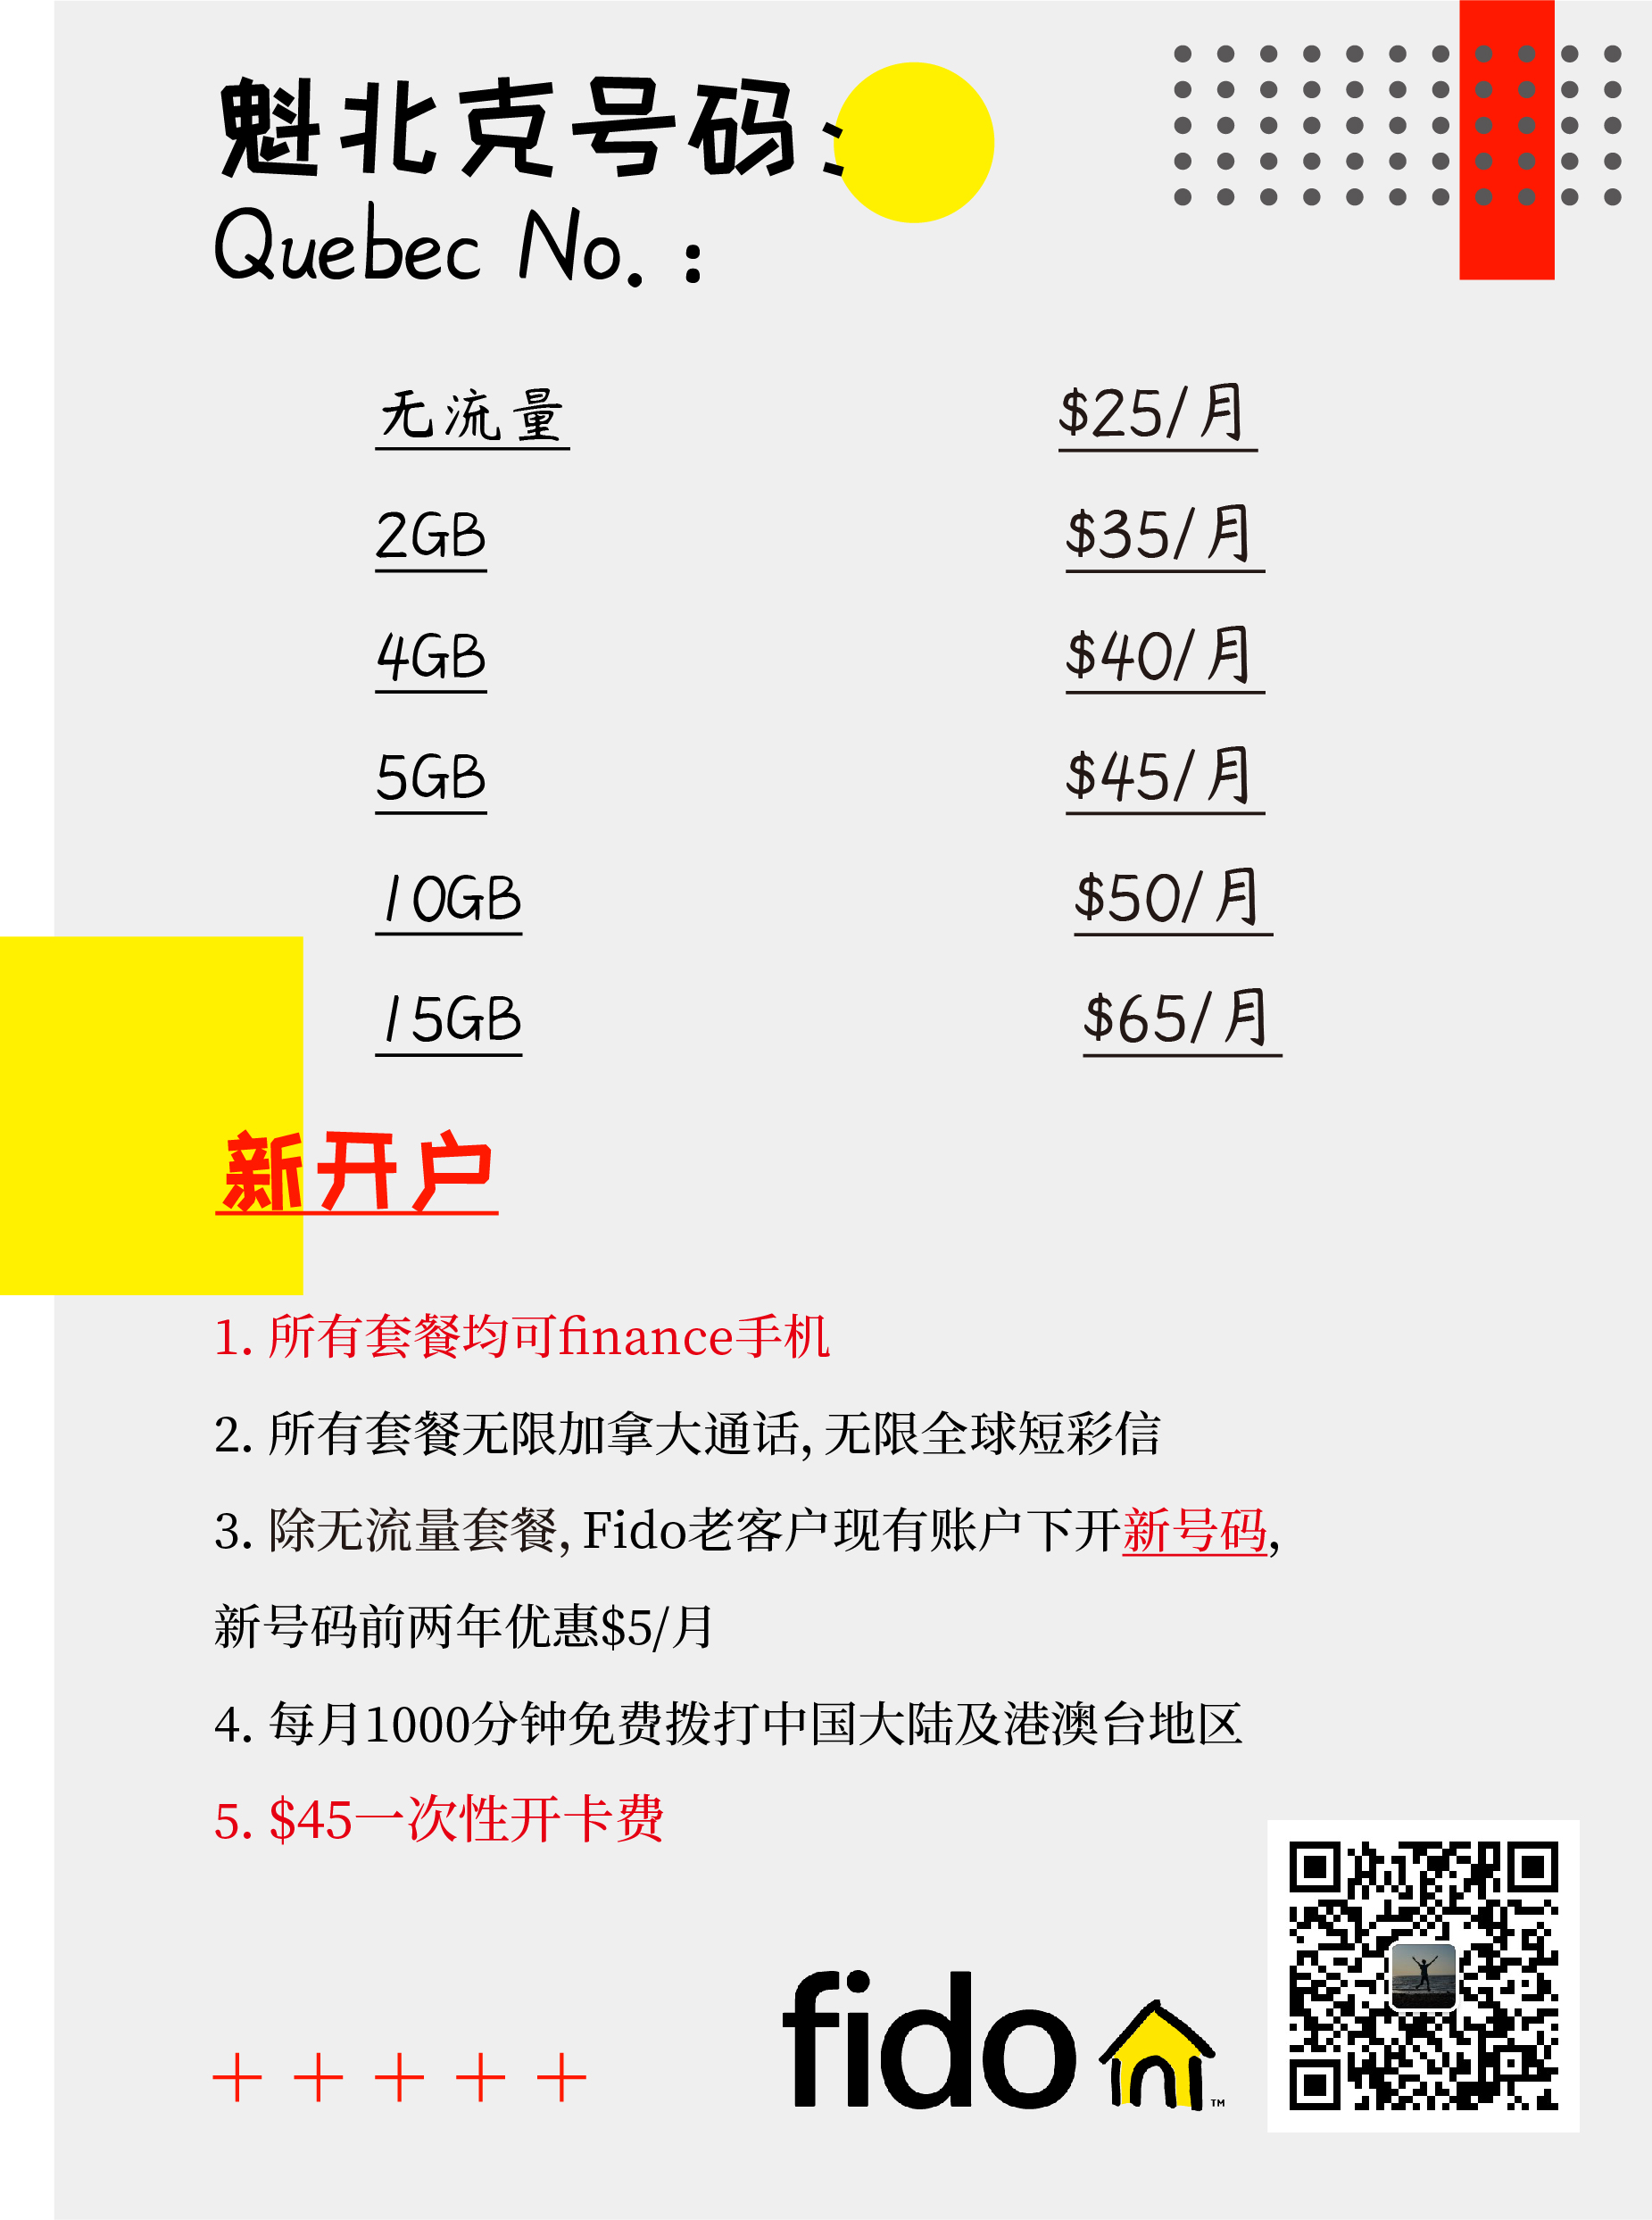 魁北克号码:
Quebec No. :
无流量 $25/月
2GB $35/月
4GB $40/月
5GB $45/月
10GB $50/月
15GB $65/月
新开户
1. 所有套餐均可finance手机
2. 所有套餐无限加拿大通话, 无限全球短彩信
3. 除无流量套餐, Fido老客户现有账户下开新号码,
新号码前两年优惠$5/月
4. 每月1000分钟免费拨打中国大陆及港澳台地区
5. $45一次性开卡费
fido TM